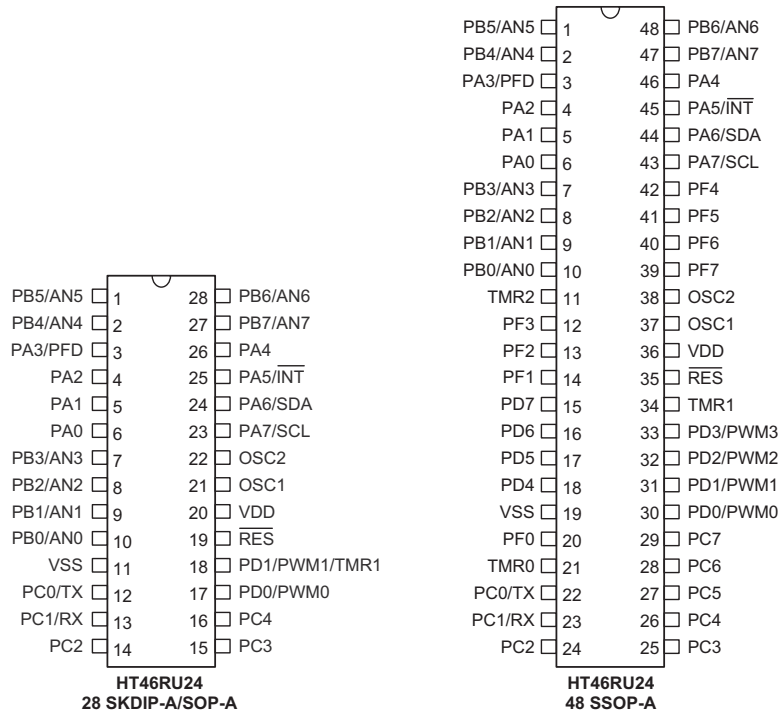 PB5/AN5 1 28 PB6/AN6
PB4/AN4 2 27 PB7/AN7
PA3/PFD 3 26 PA4
PA2 4 25 PA5/INT
PA1 5 24 PA6/SDA
PA0 6 23 PA7/SCL
PB3/AN3 7 22 OSC2
PB2/AN2 8 21 OSC1
PB1/AN1 9 20 VDD
PB0/AN0 10 19 RES
VSS 11 18 PD1/PWM1/TMR1
PC0/TX 12 17 PD0/PWM0
PC1/RX 13 16 PC4
PC2 14 15 PC3
HT46RU24
28 SKDIP-A/SOP-A
PB5/AN5 1 48 PB6/AN6
PB4/AN4 2 47 PB7/AN7
PA3/PFD 3 46 PA4
PA2 4 45 PA5/INT
PA1 5 44 PA6/SDA
PA0 6 43 PA7/SCL
PB3/AN3 7 42 PF4
PB2/AN2 8 41 PF5
PB1/AN1 9 40 PF6
PB0/AN0 10 39 PF7
TMR2 11 38 OSC2
PF3 12 37 OSC1
PF2 13 36 VDD
PF1 14 35 RES
PD7 15 34 TMR1
PD6 16 33 PD3/PWM3
PD5 17 32 PD2/PWM2
PD4 18 31 PD1/PWM1
VSS 19 30 PD0/PWM0
PF0 20 29 PC7
TMR0 21 28 PC6
PC0/TX 22 27 PC5
PC1/RX 23 26 PC4
PC2 24 25 PC3
HT46RU24
48 SSOP-A